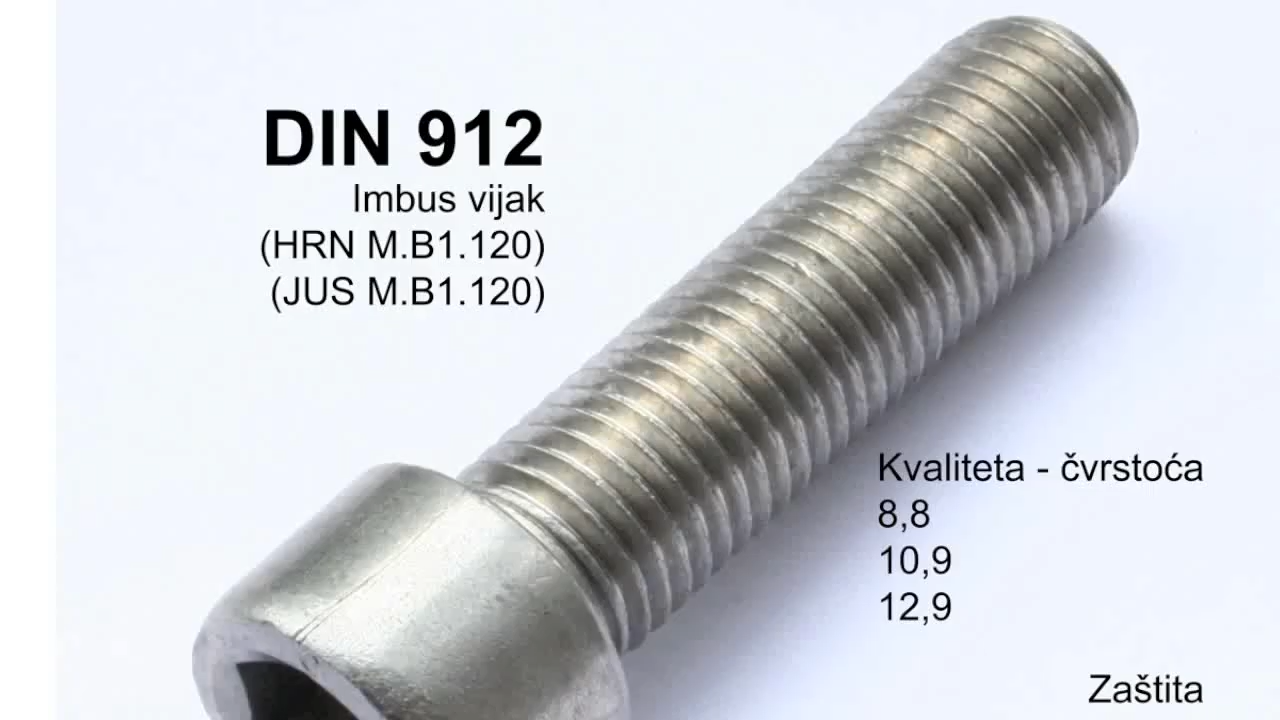 DIN 912
Imbus vijak
(HRN M.B1.120)
(JUS M.B1.120)
Kvaliteta - čvrstoća
8,8
10,9
12,9
Zaštita